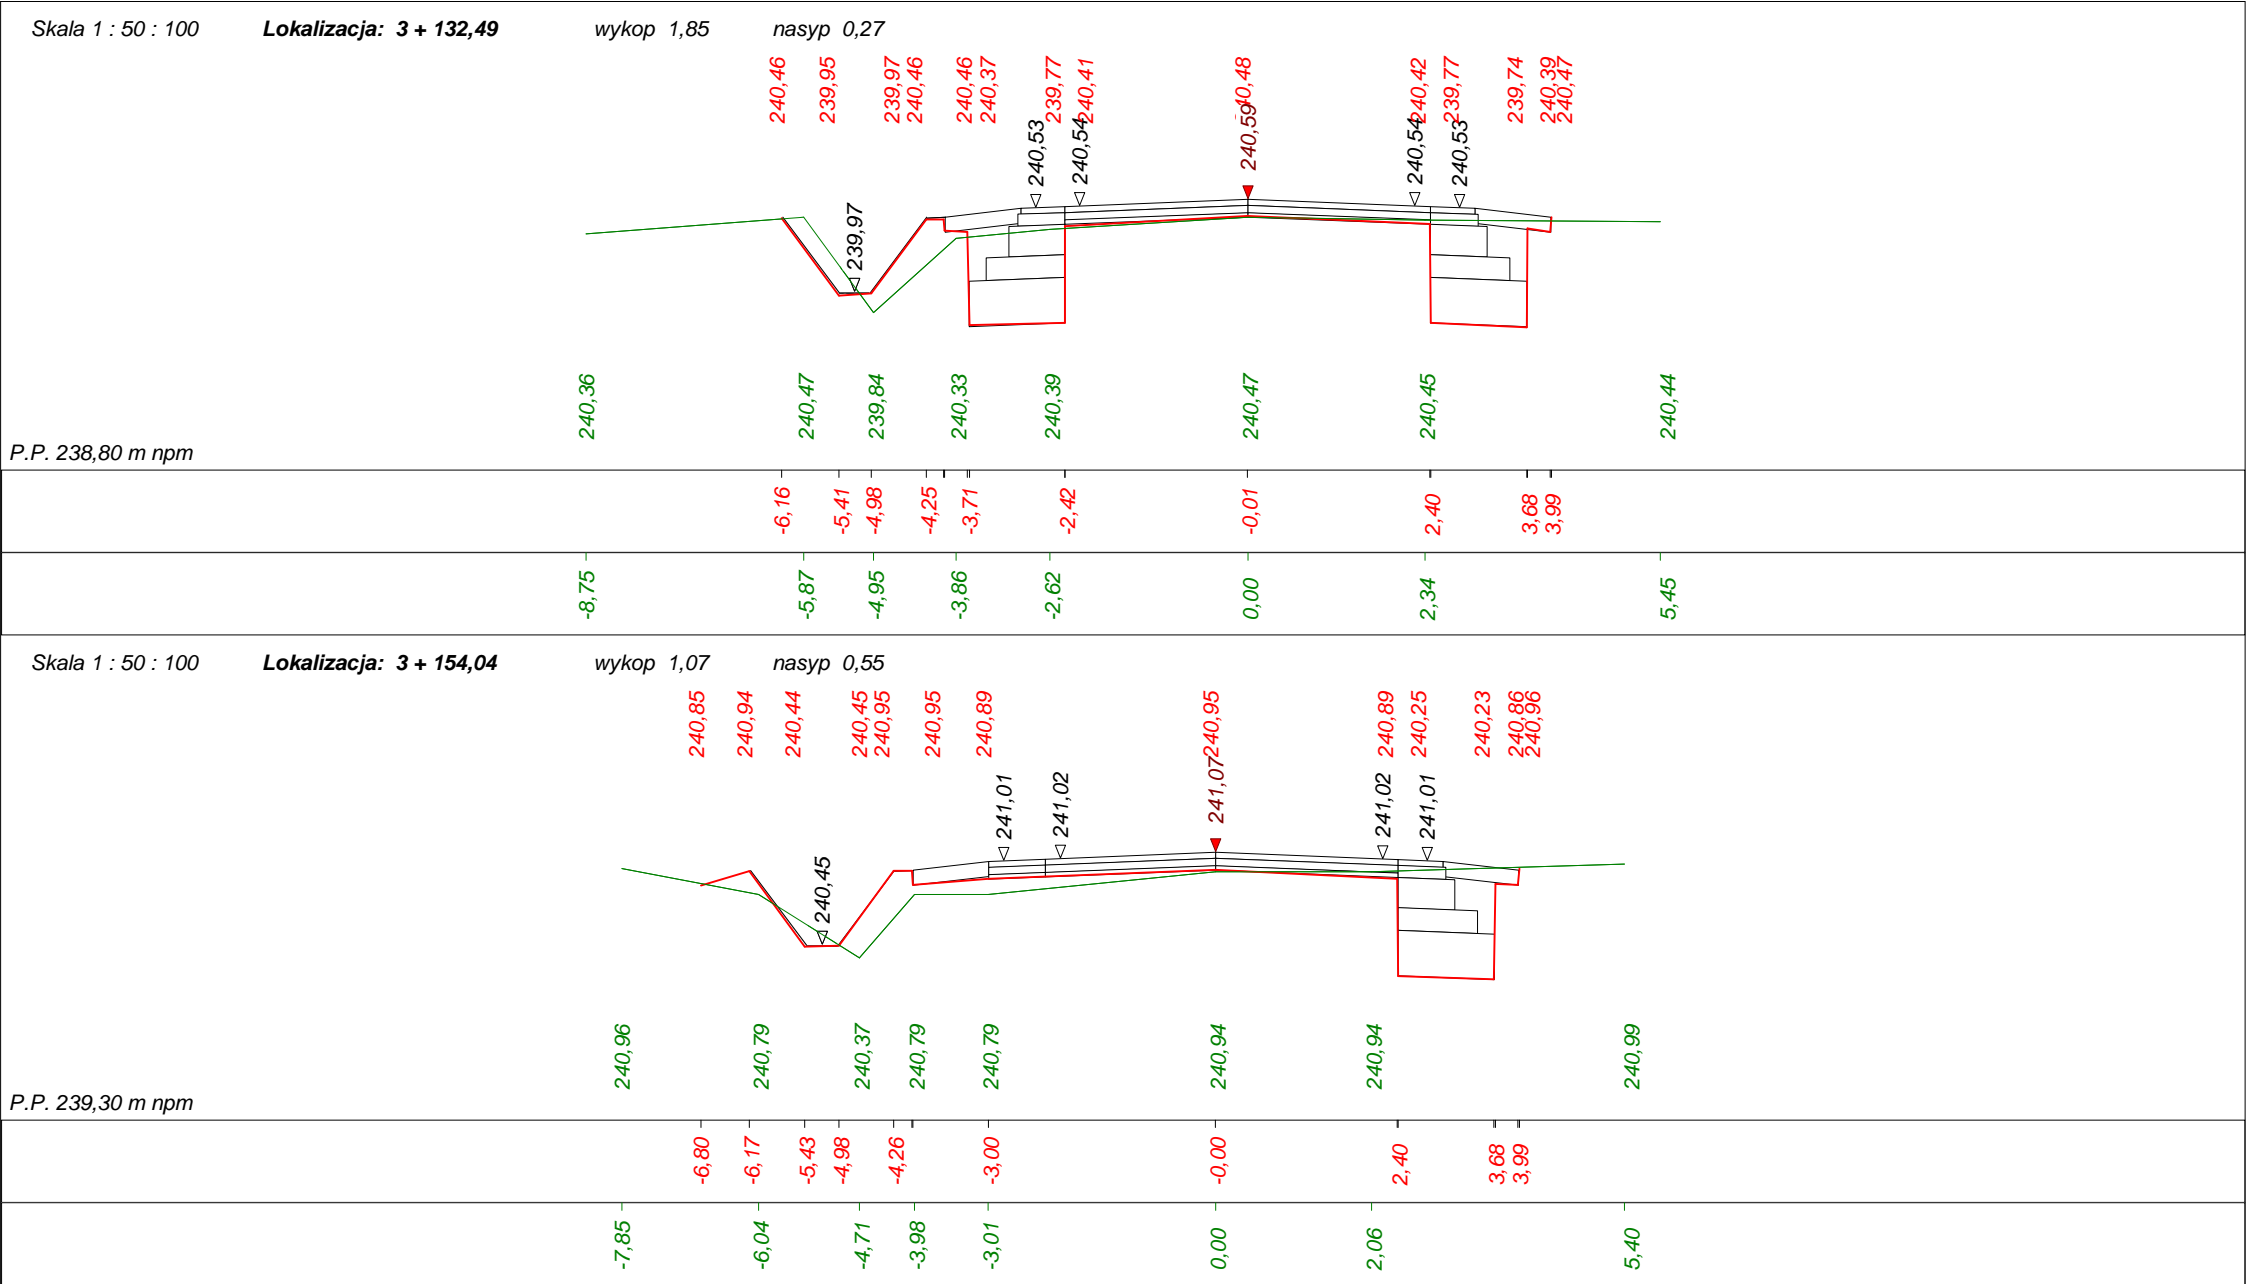 Skala 1 : 50 : 100 Lokalizacja: 3 + 132,49 wykop 1,85 nasyp 0,27
240,46 239,95 239,97 240,46 240,46 240,37 239,77 240,41 40,48 240,42 239,77 239,74 240,39 240,47
240,53 240,54 240,59 240,54 240,53
239,97
240,36 240,47 239,84 240,33 240,39 240,47 240,45 240,44
P.P. 238,80 m npm
-6,16 -5,41 -4,98 -4,25 -3,71 -2,42 -0,01 2,40 3,68 3,99
-8,75 -5,87 -4,95 -3,86 -2,62 0,00 2,34 5,45
Skala 1 : 50 : 100 Lokalizacja: 3 + 154,04 wykop 1,07 nasyp 0,55
240,85 240,94 240,44 240,45 240,95 240,95 240,89 240,95 240,89 240,25 240,23 240,86 240,96
241,01 241,02 241,07 241,02 241,01
240,45
240,96 240,79 240,37 240,79 240,79 240,94 240,94 240,99
P.P. 239,30 m npm
-6,80 -6,17 -5,43 -4,98 -4,26 -3,00 -0,00 2,40 3,68 3,99
-7,85 -6,04 -4,71 -3,98 -3,01 0,00 2,06 5,40